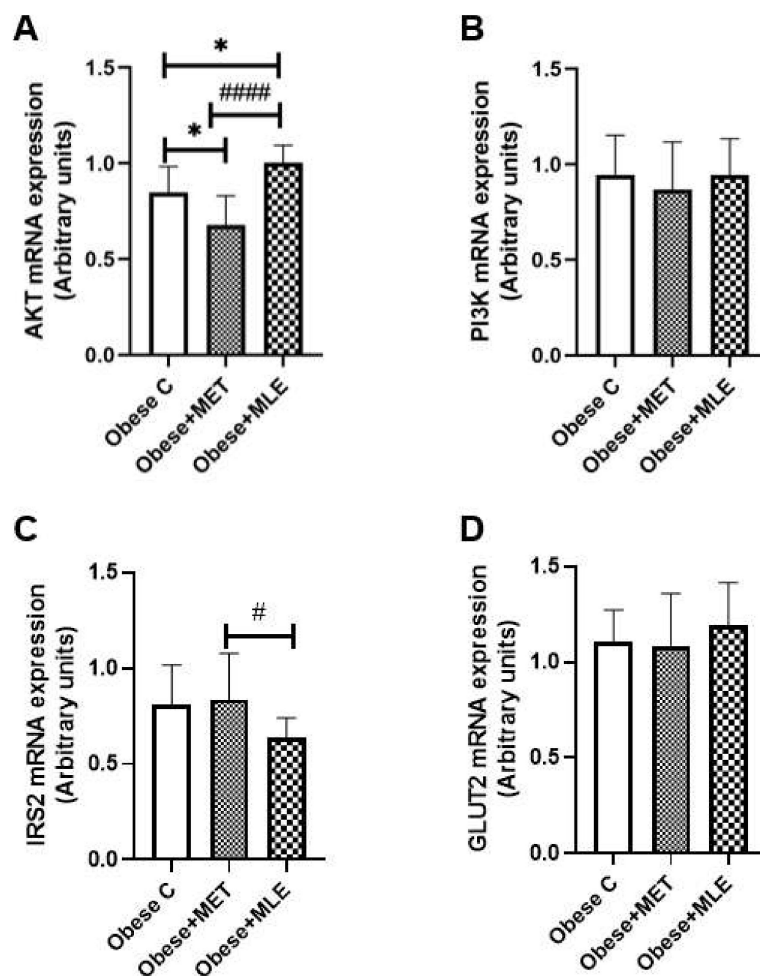 A
AKT mRNA expression
(Arbitrary units)
1.5
1.0
0.5
0.0
*
####
*
Obese C
Obese+MET
Obese+MLE
B
PI3K mRNA expression
(Arbitrary units)
1.5
1.0
0.5
0.0
Obese C
Obese+MET
Obese+MLE
C
IRS2 mRNA expression
(Arbitrary units)
1.5
1.0
0.5
0.0
#
Obese C
Obese+MET
Obese+MLE
D
GLUT2 mRNA expression
(Arbitrary units)
1.5
1.0
0.5
0.0
Obese C
Obese+MET
Obese+MLE